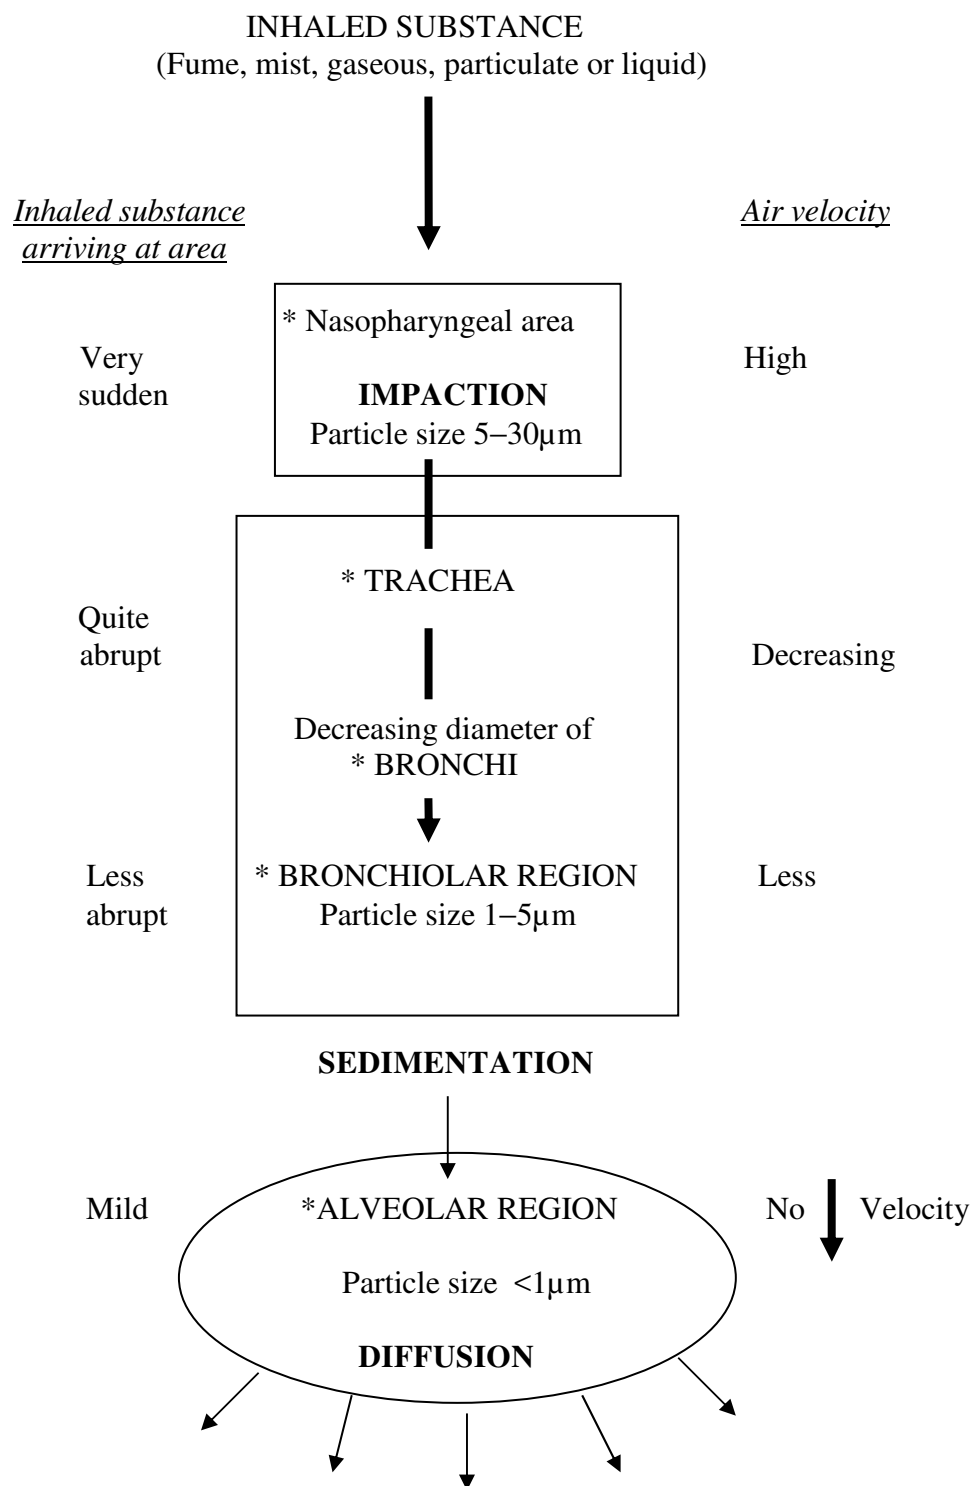 INHALED SUBSTANCE
(Fume, mist, gaseous, particulate or liquid)
Inhaled substance
arriving at area
Air velocity
* Nasopharyngeal area
Very
sudden
High
IMPACTION
Particle size 5−30µm
* TRACHEA
Quite
abrupt
Decreasing
Decreasing diameter of
* BRONCHI
Less
abrupt
* BRONCHIOLAR REGION
Particle size 1−5µm
Less
SEDIMENTATION
Mild
*ALVEOLAR REGION
No
Velocity
Particle size <1µm
DIFFUSION